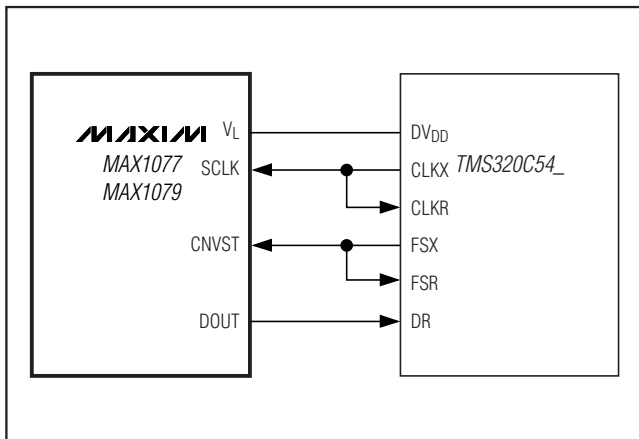 MAXIM
MAX1077
MAX1079
VL
SCLK
CNVST
DOUT
DVDD
CLKX
CLKR
FSX
FSR
DR
TMS320C54_